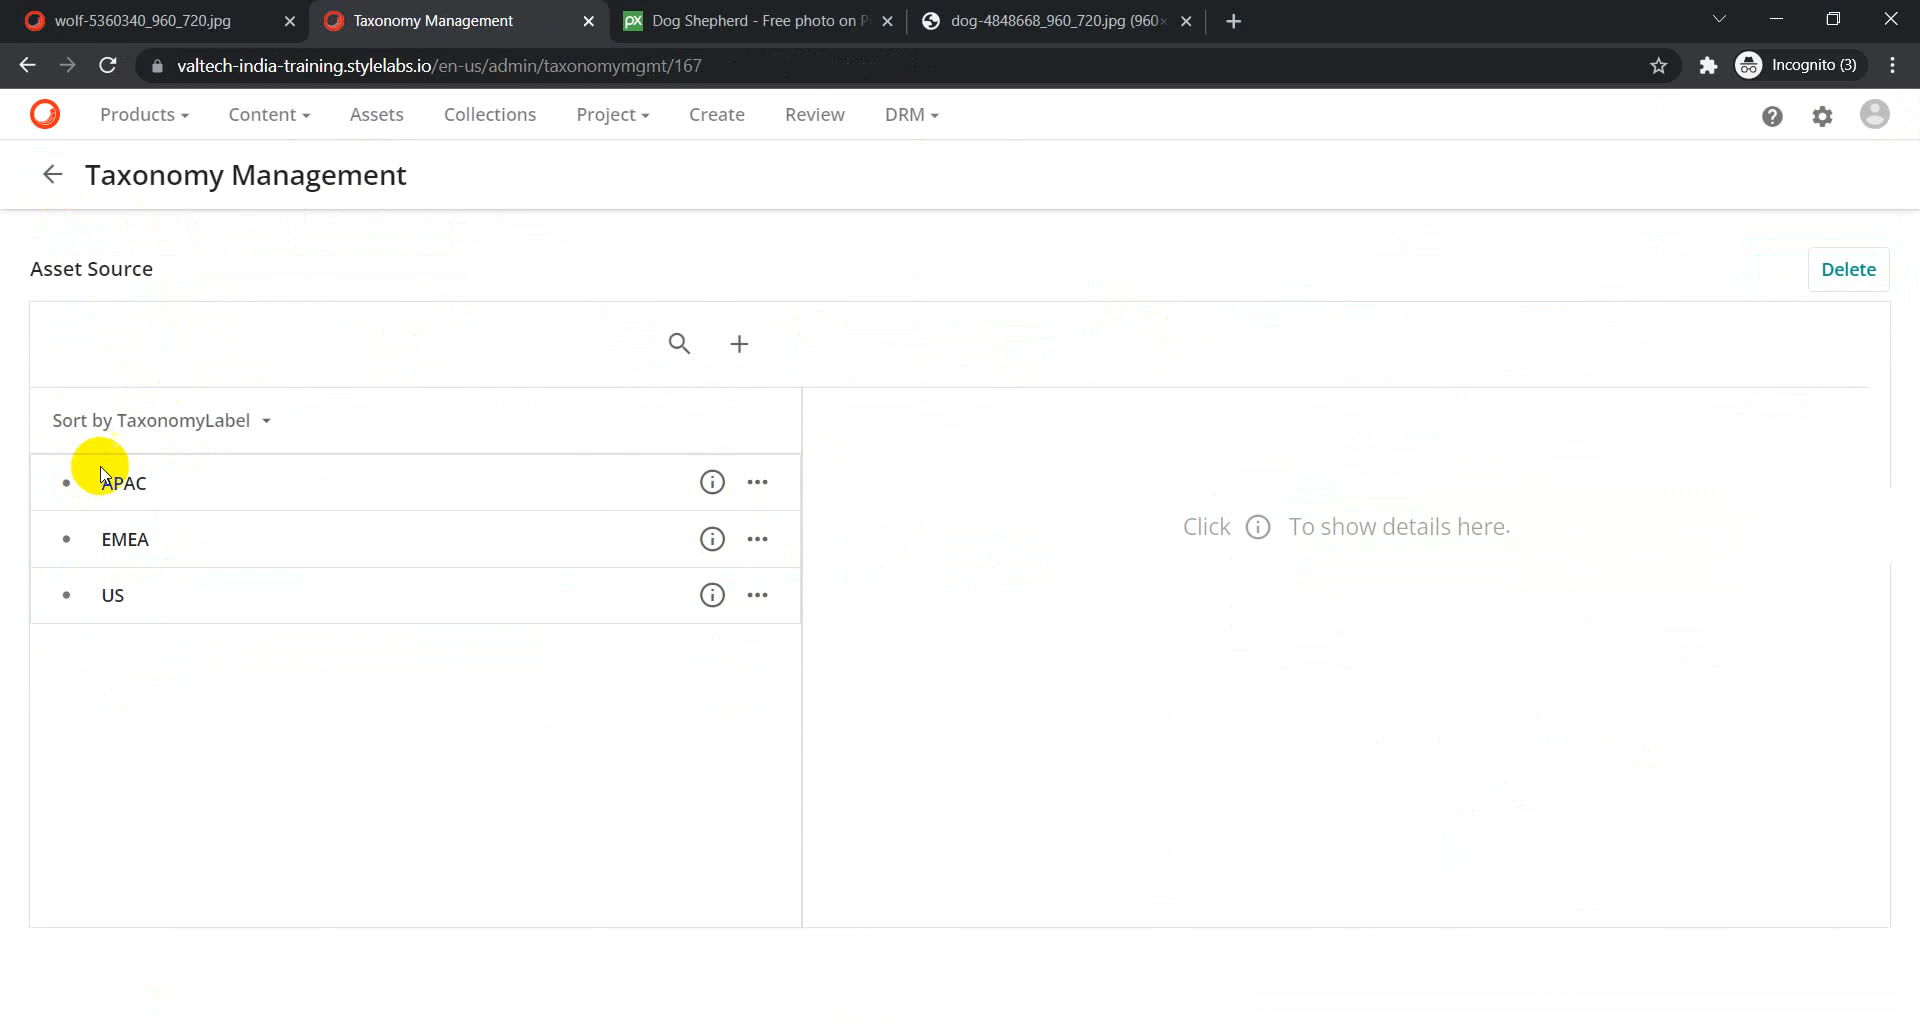 wolf-5360340_960_720.jpg
Taxonomy Management
Dog Shepherd - Free photo on P
dog-4848668_960_720.jpg (960×
valtech-india-training.stylelabs.io/en-us/admin/taxonomymgmt/167
Incognito (3)
Products
Content
Assets
Collections
Project
Create
Review
DRM
Taxonomy Management
Asset Source
Delete
Sort by TaxonomyLabel
APAC
EMEA
US
Click i To show details here.